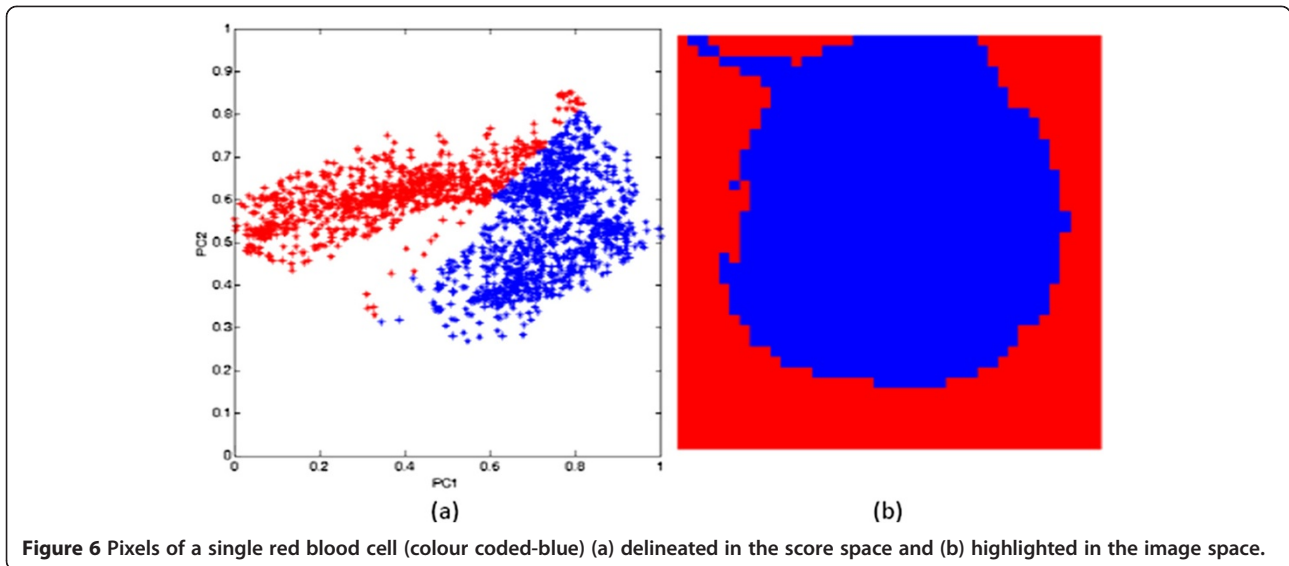 1
0.9
0.8
0.7
0.6
0.5
0.4
0.3
0.2
0.1
0
PC2
0 0.2 0.4 0.6 0.8 1
PC1
(a) (b)
Figure 6 Pixels of a single red blood cell (colour coded-blue) (a) delineated in the score space and (b) highlighted in the image space.